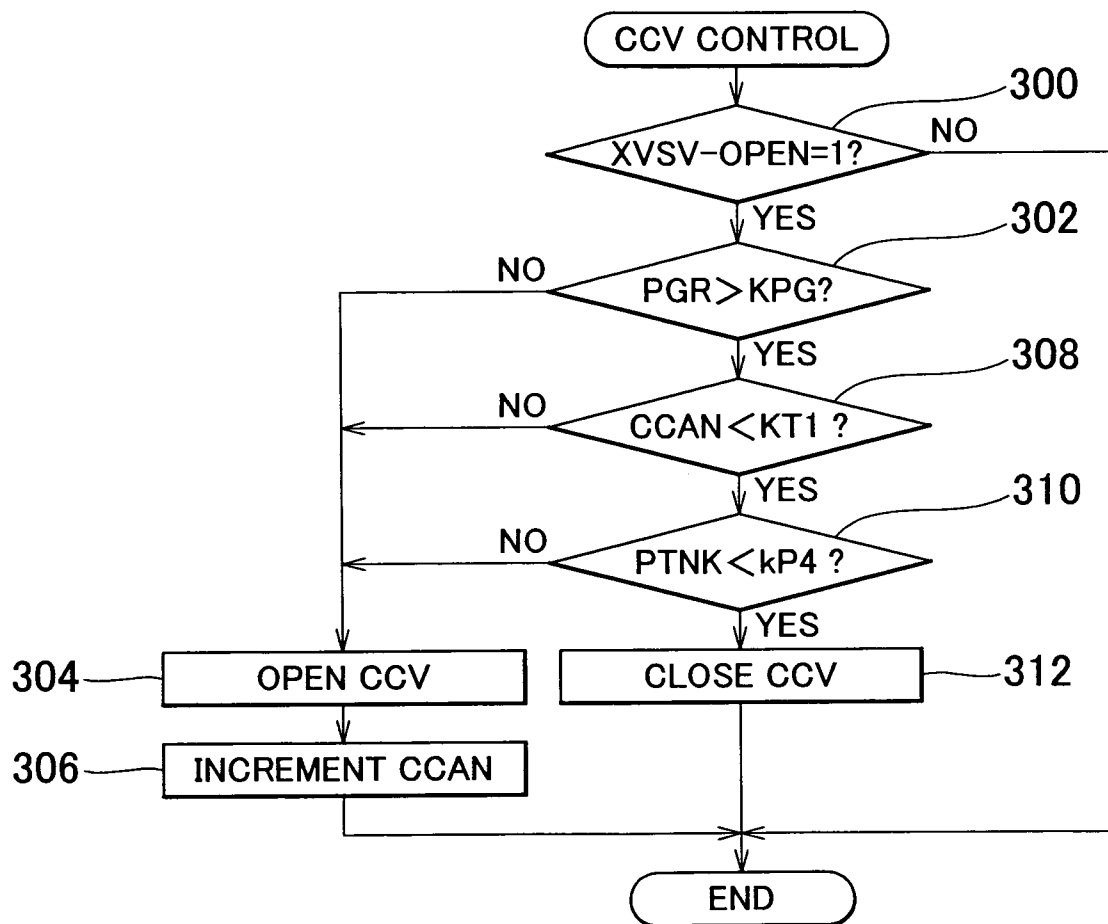 CCV CONTROL
300
XVSV-OPEN=1?
NO
YES
302
NO
PGR>KPG?
YES
308
NO
CCAN<KT1 ?
YES
310
NO
PTNK<kP4 ?
YES
304
OPEN CCV
CLOSE CCV
312
306
INCREMENT CCAN
END